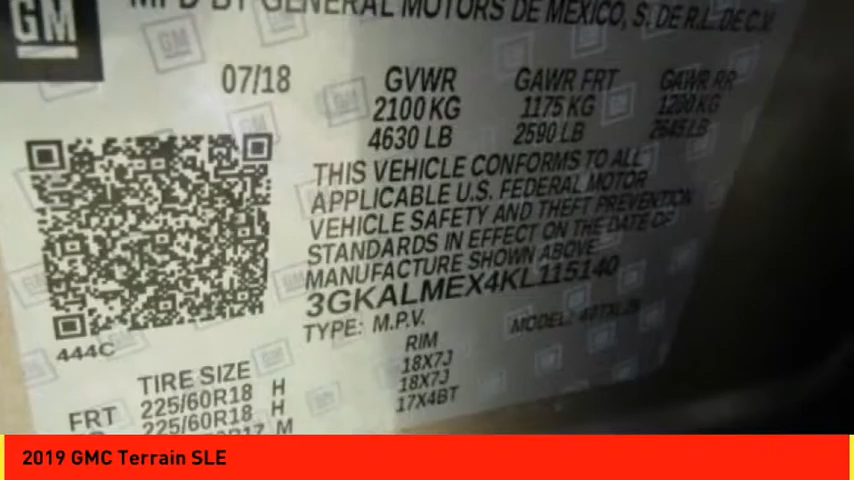 GM
MFD BY GENERAL MOTORS DE MEXICO, S. DE R.L. DE C.V.
07/18 GVWR GAWR FRT GAWR RR
2100 KG 1175 KG 1200 KG
4630 LB 2590 LB 2645 LB
THIS VEHICLE CONFORMS TO ALL
APPLICABLE U.S. FEDERAL MOTOR
VEHICLE SAFETY AND THEFT PREVENTION
STANDARDS IN EFFECT ON THE DATE OF
MANUFACTURE SHOWN ABOVE
3GKALMEX4KL115140
TYPE: M.P.V. MODEL:
444C
TIRE SIZE RIM
FRT 225/60R18 H 18X7J
225/60R18 H 18X7J
M 17X4BT
2019 GMC Terrain SLE